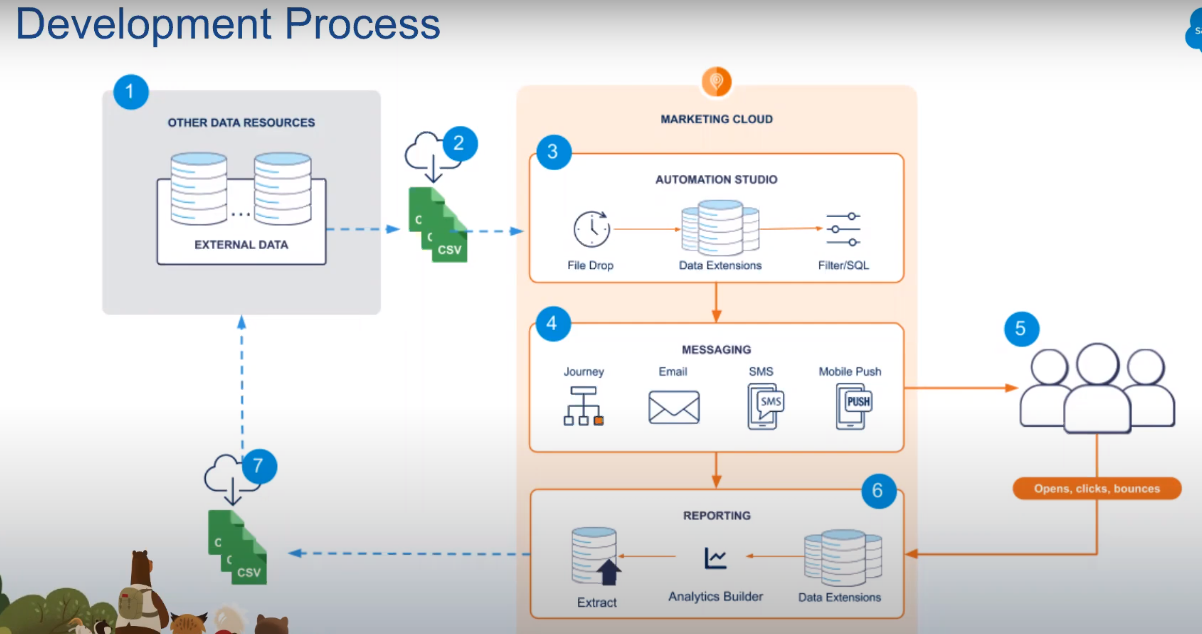 Development Process
1
OTHER DATA RESOURCES
...
EXTERNAL DATA
2
C
C
CSV
MARKETING CLOUD
3
AUTOMATION STUDIO
File Drop
Data Extensions
Filter/SQL
4
MESSAGING
Journey
Email
SMS
Mobile Push
SMS
PUSH
5
Opens, clicks, bounces
6
REPORTING
Extract
Analytics Builder
Data Extensions
7
C
C
CSV